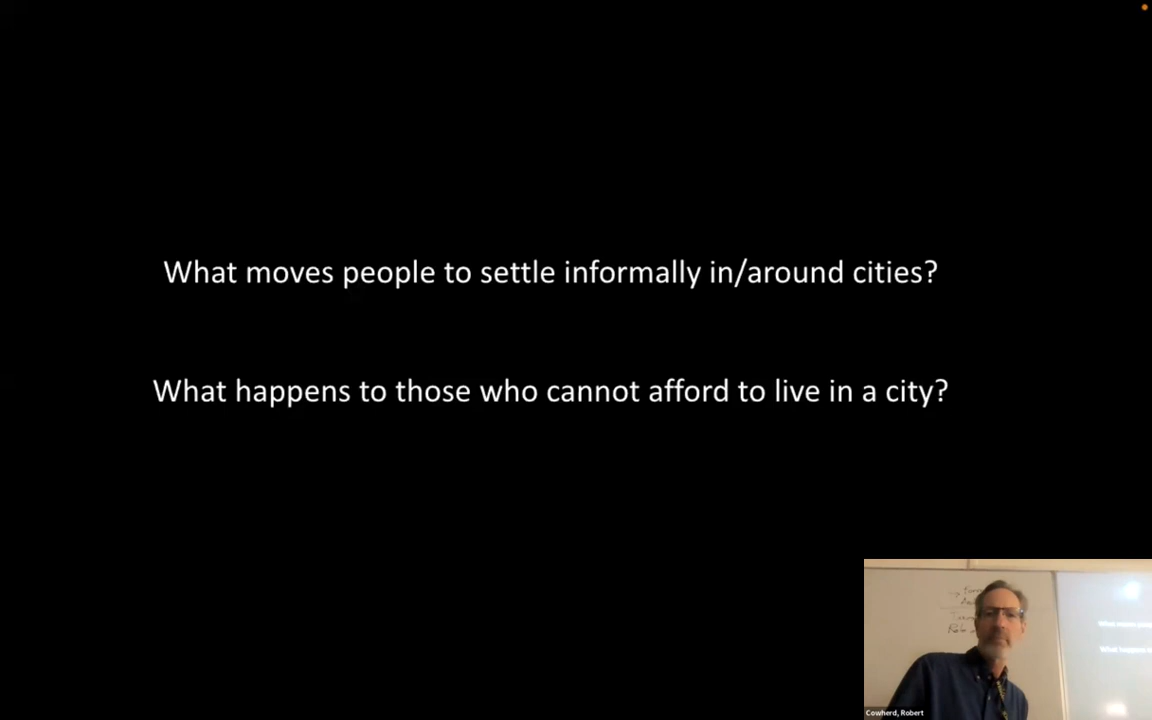 What moves people to settle informally in/around cities?
What happens to those who cannot afford to live in a city?
Cowherd, Robert